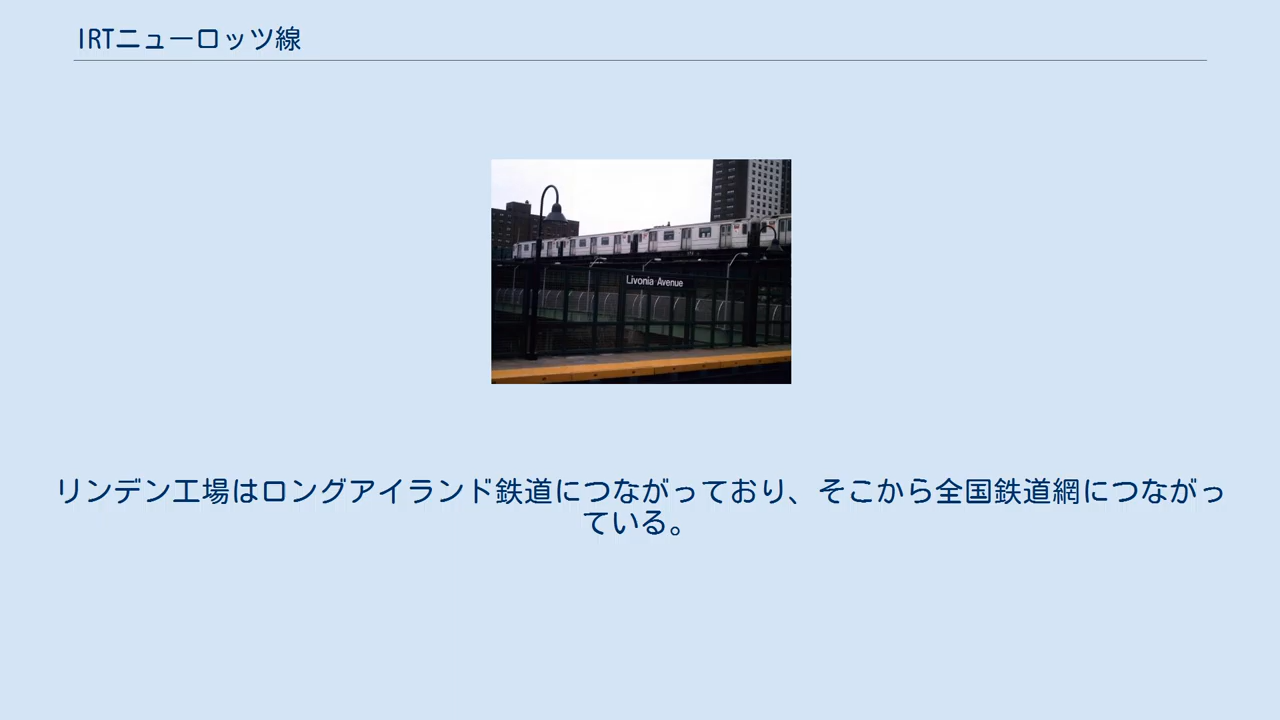 IRTニューロッツ線
Livonia Avenue
リンデン工場はロングアイランド鉄道につながっており、そこから全国鉄道網につながっ
ている。